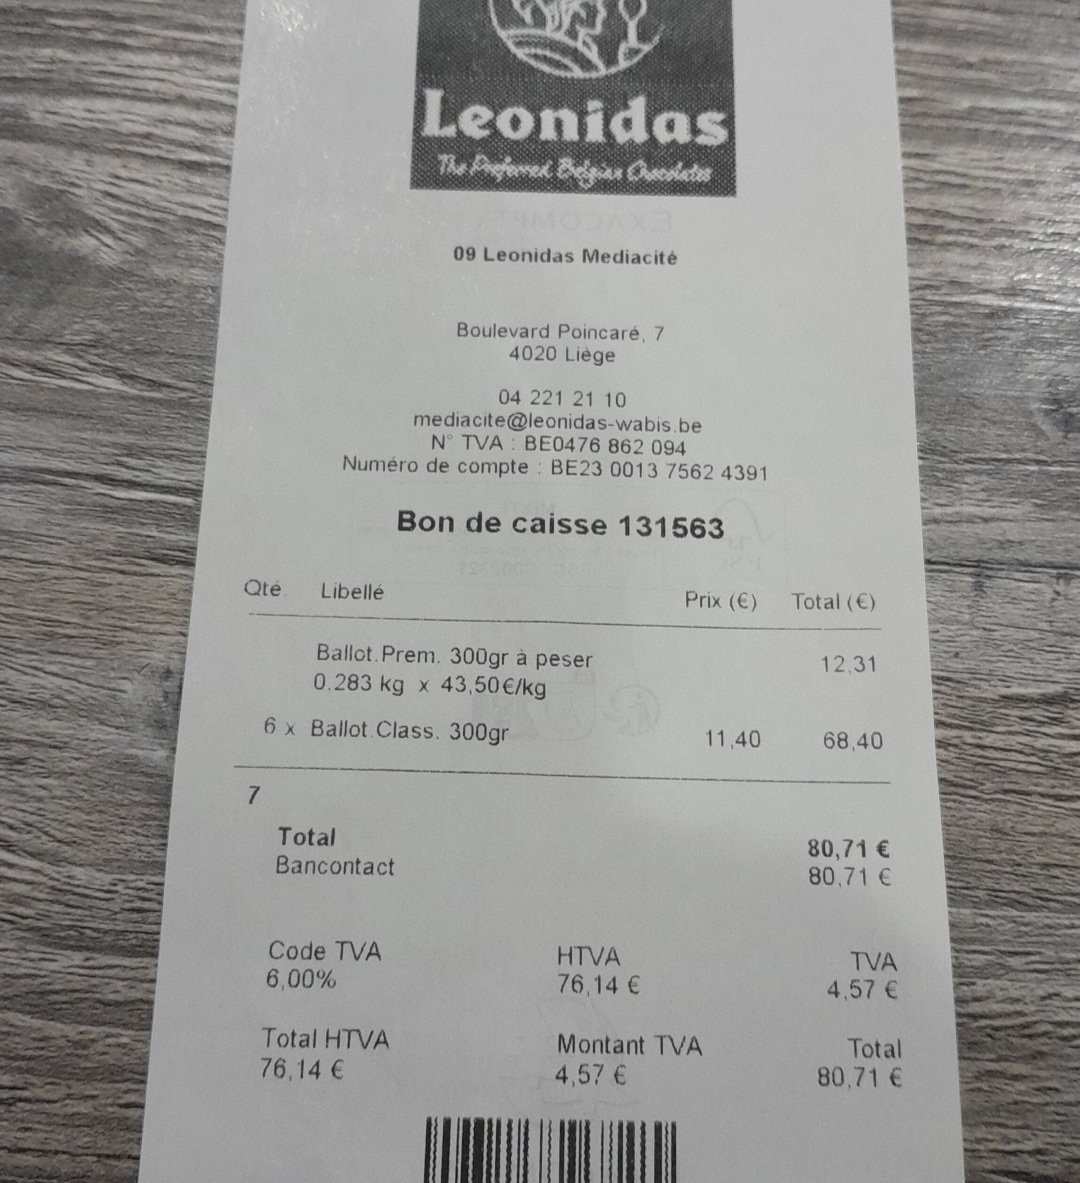 Leonidas
The Preferred Belgian Chocolates
09 Leonidas Mediacité
Boulevard Poincaré, 7
4020 Liège
04 221 21 10
mediacite@leonidas-wabis.be
N° TVA : BE0476 862 094
Numéro de compte : BE23 0013 7562 4391
Bon de caisse 131563
Qté Libellé Prix (€) Total (€)
Ballot.Prem. 300gr à peser 12,31
0.283 kg x 43,50€/kg
6 x Ballot.Class. 300gr 11,40 68,40
7
Total 80,71 €
Bancontact 80,71 €
Code TVA HTVA TVA
6,00% 76,14 € 4,57 €
Total HTVA Montant TVA Total
76,14 € 4,57 € 80,71 €